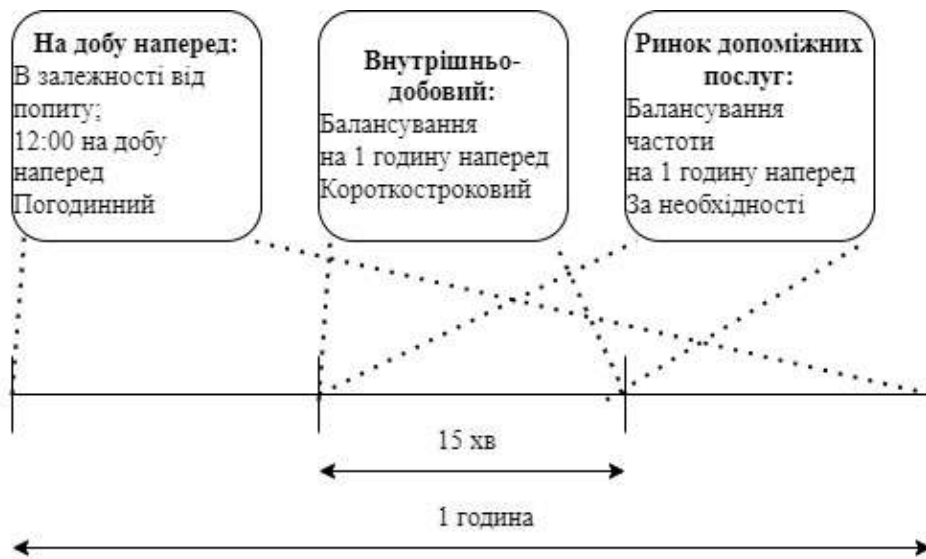 На добу наперед:
В залежності від
попиту;
12:00 на добу
наперед
Погодинний
Внутрішньо-
добовий:
Балансування
на 1 годину наперед
Короткостроковий
Ринок допоміжних
послуг:
Балансування
частоти
на 1 годину наперед
За необхідності
15 хв
1 година